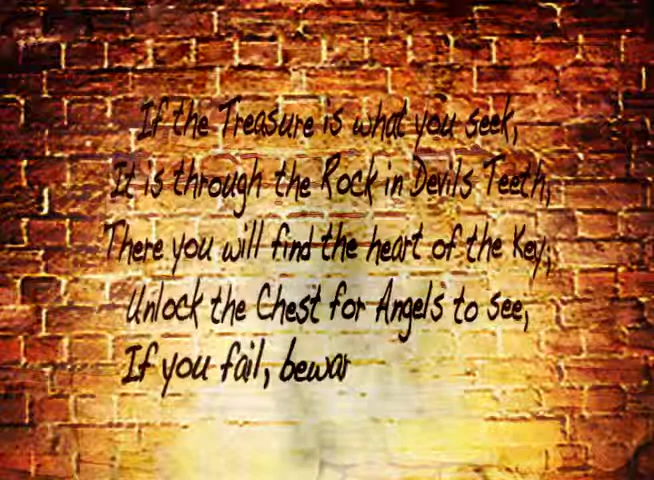 If the Treasure is what you seek,
It is through the Rock in Devils Teeth,
There you will find the heart of the Key;
Unlock the Chest for Angels to see,
If you fail, bewar